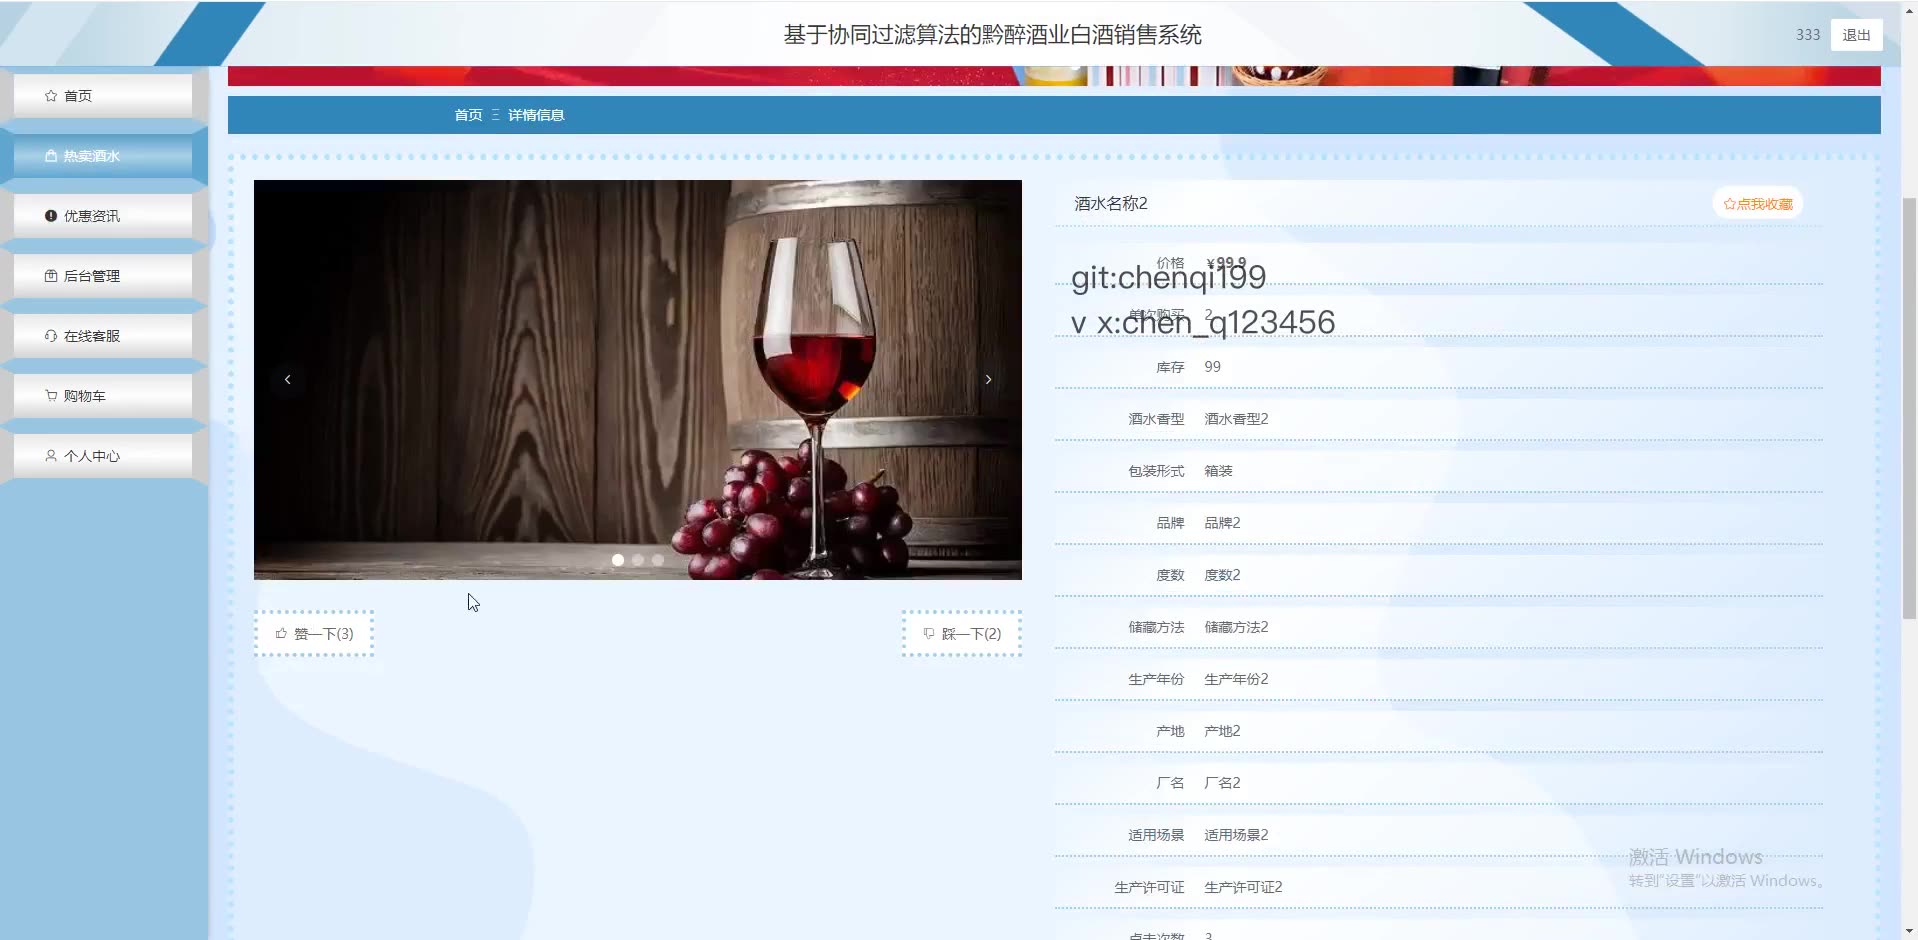 基于协同过滤算法的黔醉酒业白酒销售系统
333
退出
首页
热卖酒水
优惠资讯
后台管理
在线客服
购物车
个人中心
首页 Ξ 详情信息
酒水名称2
点我收藏
价格 ¥99.9
git:chenqi199
单次购买 2
v x:chen_q123456
库存 99
酒水香型 酒水香型2
包装形式 箱装
品牌 品牌2
度数 度数2
储藏方法 储藏方法2
生产年份 生产年份2
产地 产地2
厂名 厂名2
适用场景 适用场景2
生产许可证 生产许可证2
点击次数 3
赞一下(3)
踩一下(2)
激活 Windows
转到"设置"以激活 Windows。